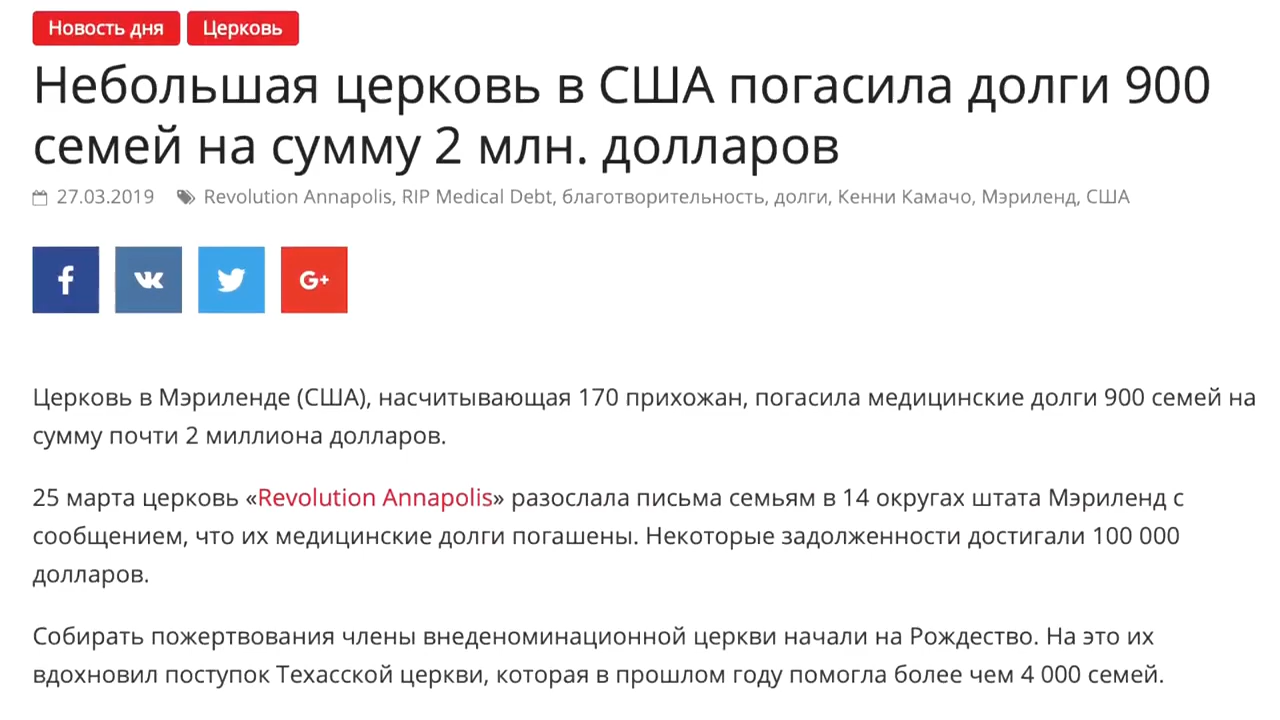 Новость дня Церковь
Небольшая церковь в США погасила долги 900
семей на сумму 2 млн. долларов
27.03.2019 Revolution Annapolis, RIP Medical Debt, благотворительность, долги, Кенни Камачо, Мэриленд, США
G+
Церковь в Мэриленде (США), насчитывающая 170 прихожан, погасила медицинские долги 900 семей на
сумму почти 2 миллиона долларов.
25 марта церковь «Revolution Annapolis» разослала письма семьям в 14 округах штата Мэриленд с
сообщением, что их медицинские долги погашены. Некоторые задолженности достигали 100 000
долларов.
Собирать пожертвования члены внеденоминационной церкви начали на Рождество. На это их
вдохновил поступок Техасской церкви, которая в прошлом году помогла более чем 4 000 семей.